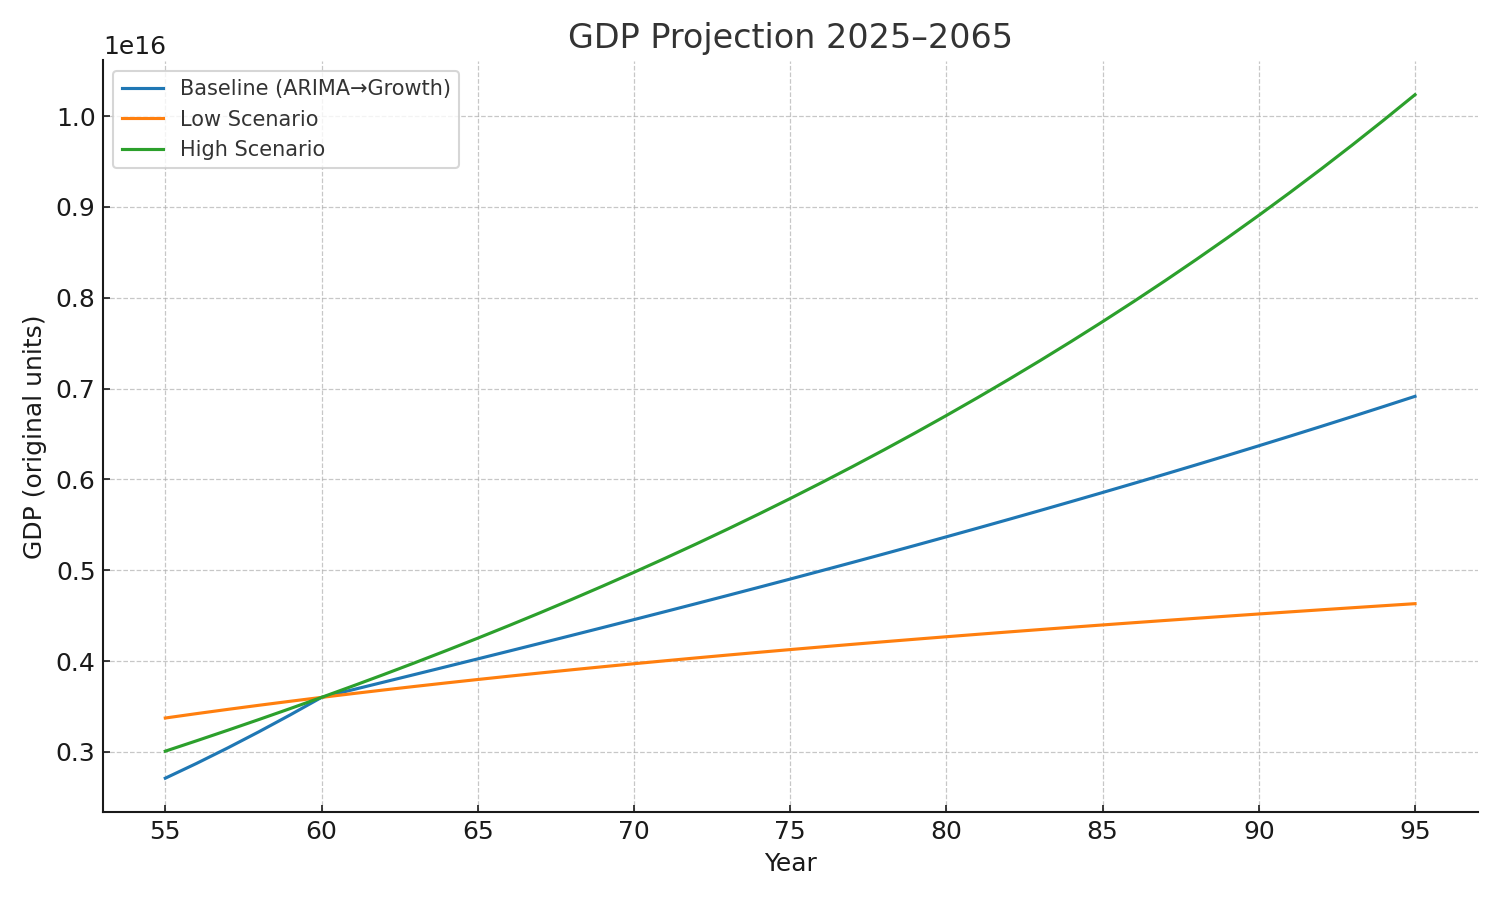 GDP Projection 2025–2065
1e16
Baseline (ARIMA→Growth)
Low Scenario
High Scenario
1.0
0.9
0.8
0.7
0.6
0.5
0.4
0.3
GDP (original units)
55 60 65 70 75 80 85 90 95
Year